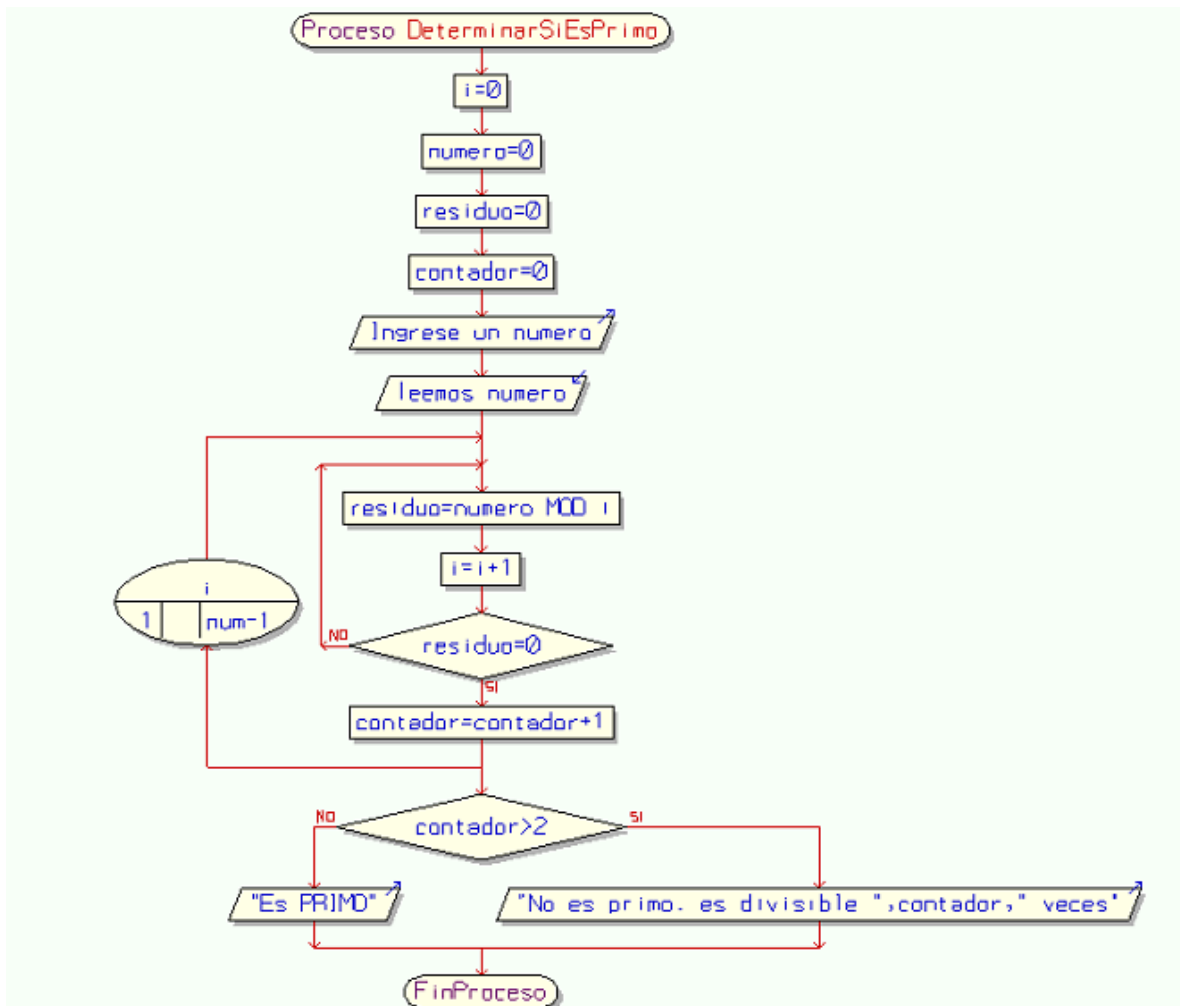 Proceso DeterminarSiEsPrimo
i=0
numero=0
residuo=0
contador=0
Ingrese un numero
leemos numero
residuo=numero MOD i
i=i+1
i
1 num-1
NO
residuo=0
SI
contador=contador+1
NO
contador>2
SI
"Es PRIMO"
"No es primo. es divisible ",contador," veces"
FinProceso